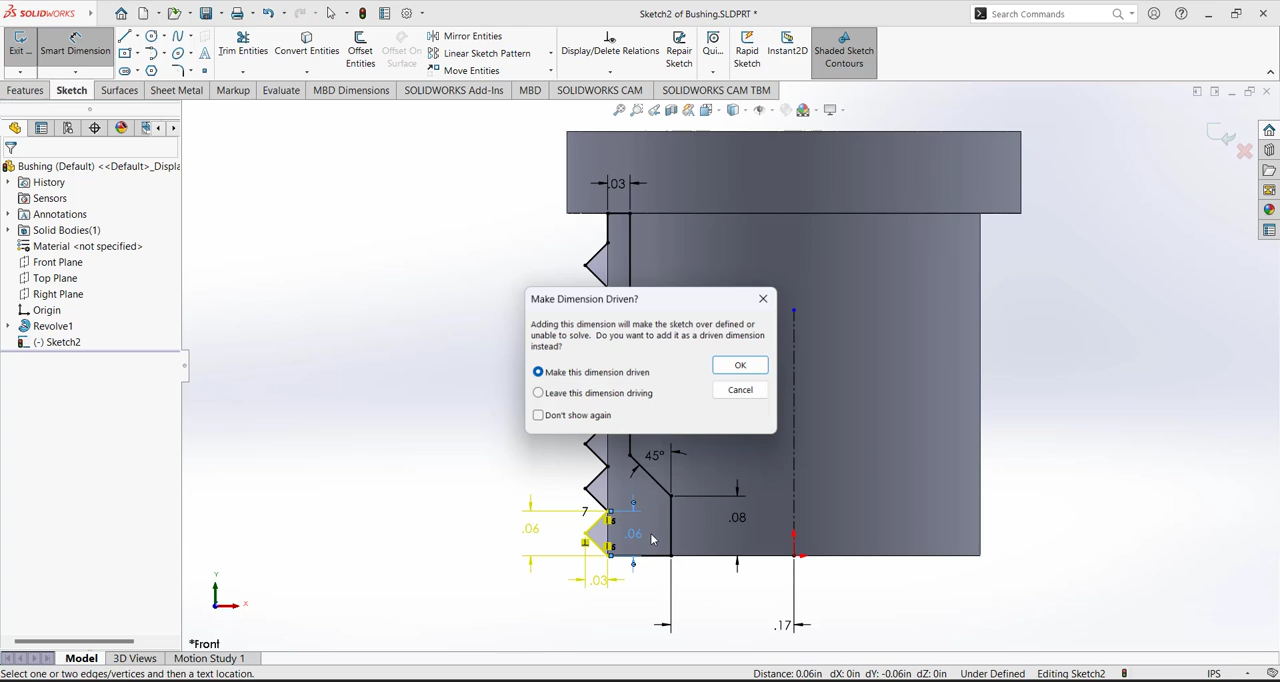 SOLIDWORKS
Sketch2 of Bushing.SLDPRT *
Search Commands
Exit ...
Smart Dimension
Trim Entities
Convert Entities
Offset Entities
Offset On Surface
Mirror Entities
Linear Sketch Pattern
Move Entities
Display/Delete Relations
Repair Sketch
Qui...
Rapid Sketch
Instant2D
Shaded Sketch Contours
Features
Sketch
Surfaces
Sheet Metal
Markup
Evaluate
MBD Dimensions
SOLIDWORKS Add-Ins
MBD
SOLIDWORKS CAM
SOLIDWORKS CAM TBM
Bushing (Default) <<Default>_Displa
History
Sensors
Annotations
Solid Bodies(1)
Material <not specified>
Front Plane
Top Plane
Right Plane
Origin
Revolve1
(-) Sketch2
.03
Make Dimension Driven?
Adding this dimension will make the sketch over defined or
unable to solve. Do you want to add it as a driven dimension
instead?
Make this dimension driven
Leave this dimension driving
Don't show again
OK
Cancel
45°
7
.06
.06
.08
.03
.17
Y
X
*Front
Model
3D Views
Motion Study 1
Select one or two edges/vertices and then a text location.
Distance: 0.06in dX: 0in dY: -0.06in dZ: 0in
Under Defined
Editing Sketch2
IPS